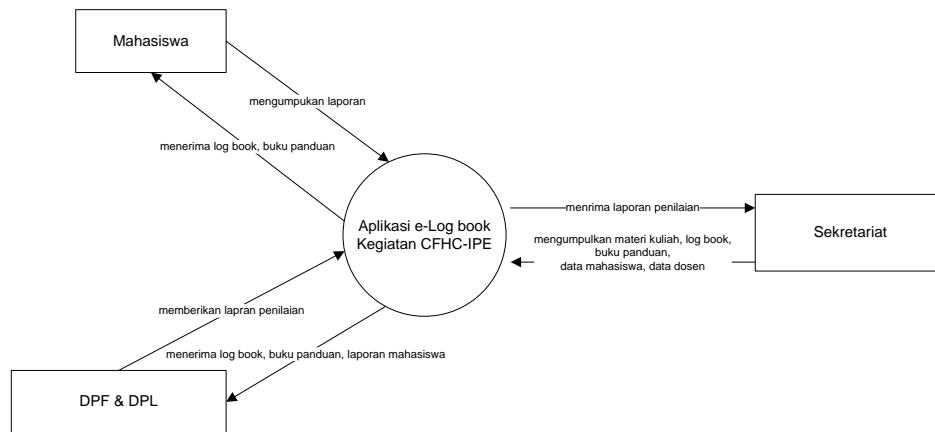 Mahasiswa
mengumpukan laporan
menerima log book, buku panduan
Aplikasi e-Log book
Kegiatan CFHC-IPE
menrima laporan penilaian
Sekretariat
mengumpulkan materi kuliah, log book,
buku panduan,
data mahasiswa, data dosen
memberikan lapran penilaian
menerima log book, buku panduan, laporan mahasiswa
DPF & DPL